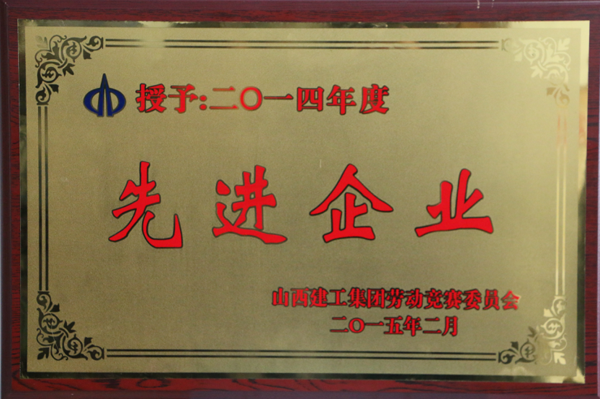 授予:二〇一四年度
先进企业
山西建工集团劳动竞赛委员会
二〇一五年二月